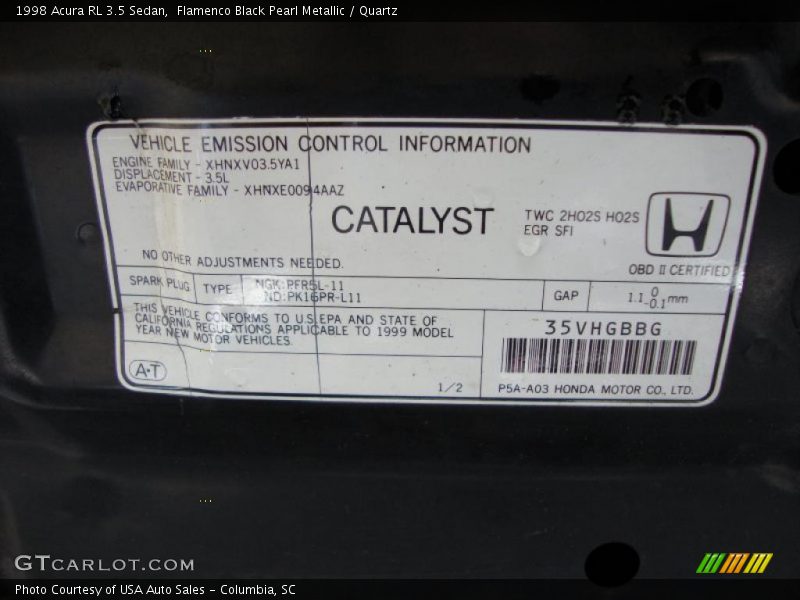 1998 Acura RL 3.5 Sedan,  Flamenco Black Pearl Metallic / Quartz
VEHICLE EMISSION CONTROL INFORMATION
ENGINE FAMILY - XHNXV03.5YA1
DISPLACEMENT - 3.5L
EVAPORATIVE FAMILY - XHNXE0094AAZ
CATALYST
TWC 2HO2S HO2S
EGR SFI
NO OTHER ADJUSTMENTS NEEDED.
OBD II CERTIFIED
SPARK PLUG TYPE NGK:PFR5L-11
ND:PK16PR-L11
GAP 1.1 0 -0.1 mm
THIS VEHICLE CONFORMS TO U.S.EPA AND STATE OF
CALIFORNIA REGULATIONS APPLICABLE TO 1999 MODEL
YEAR NEW MOTOR VEHICLES.
35VHGBBG
A·T
1/2
P5A-A03 HONDA MOTOR CO., LTD.
GTCARLOT.COM
Photo Courtesy of USA Auto Sales - Columbia, SC